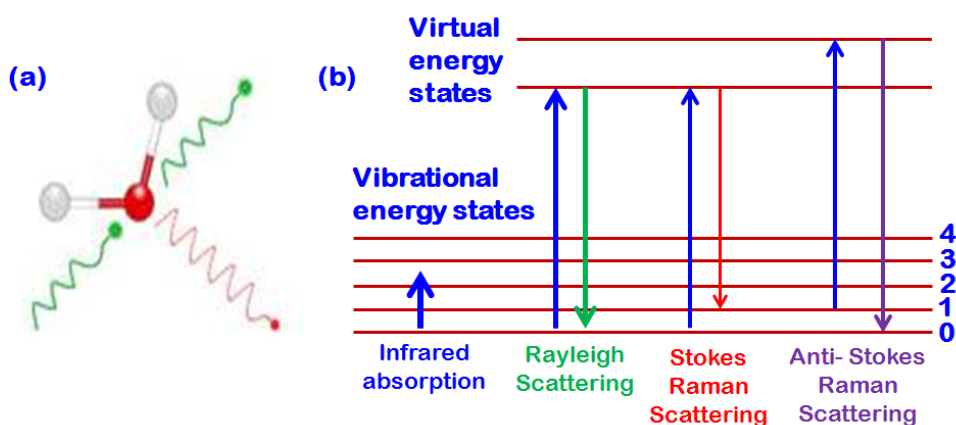 (a)
(b)
Virtual
energy
states
Vibrational
energy states
4
3
2
1
0
Infrared
absorption
Rayleigh
Scattering
Stokes
Raman
Scattering
Anti- Stokes
Raman
Scattering